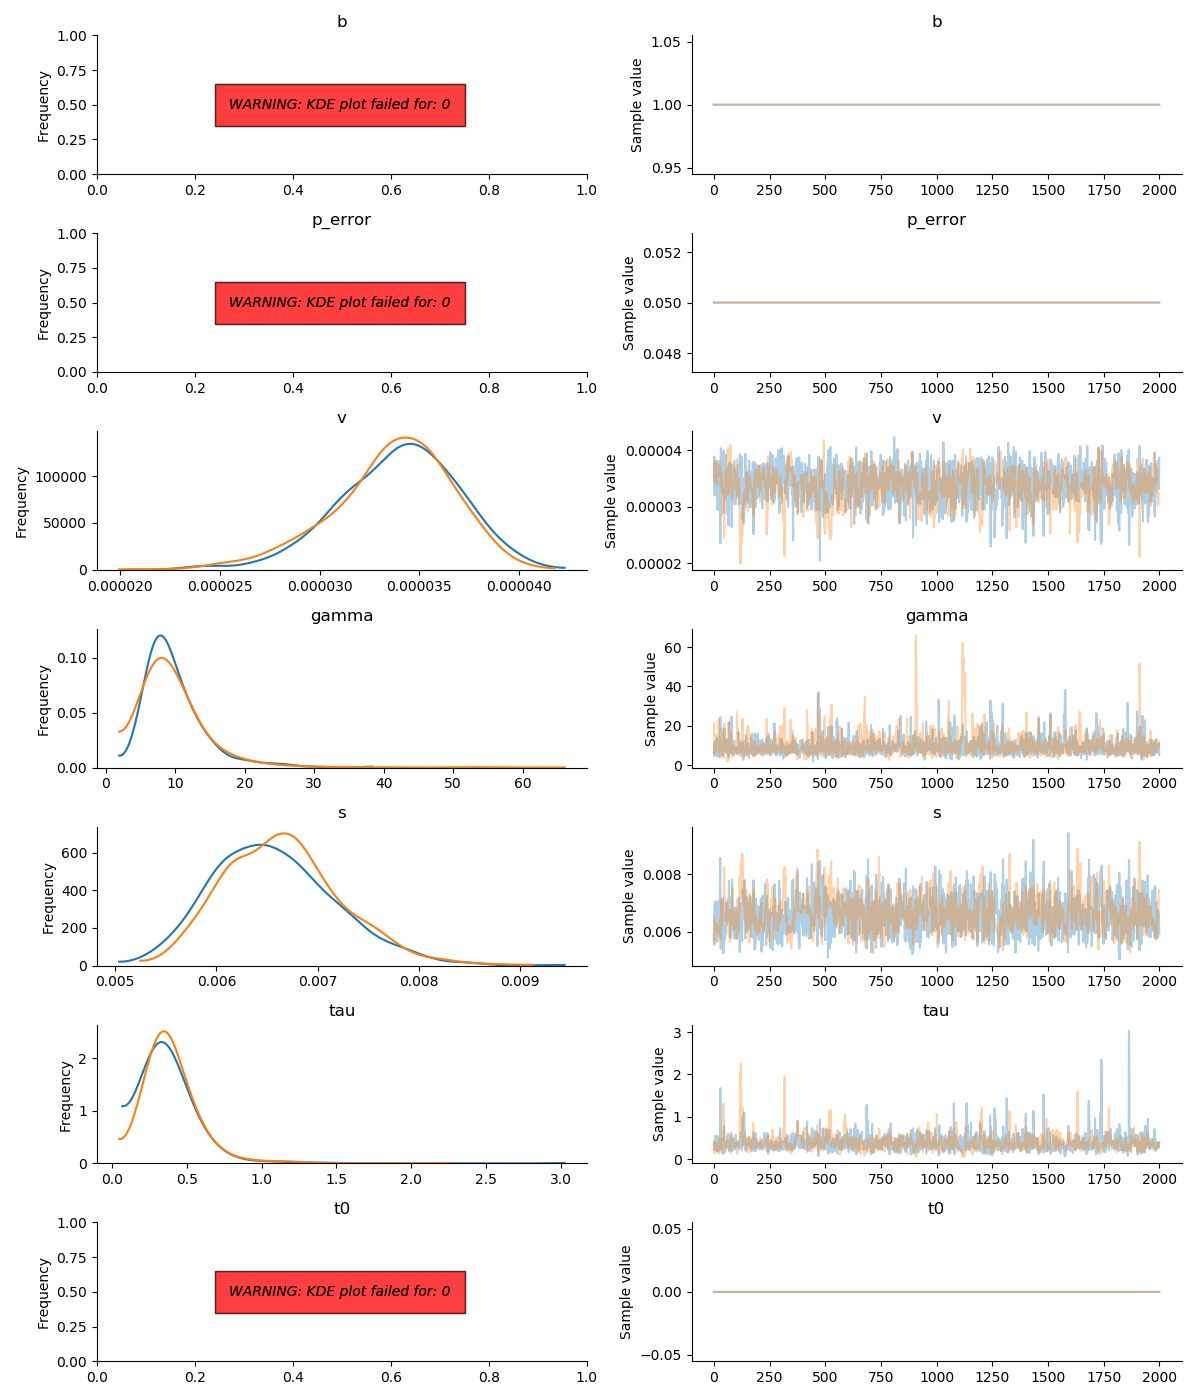 b
1.00
0.75
0.50
0.25
0.00
Frequency
WARNING: KDE plot failed for: 0
0.0 0.2 0.4 0.6 0.8 1.0
b
1.05
1.00
0.95
Sample value
0 250 500 750 1000 1250 1500 1750 2000
p_error
1.00
0.75
0.50
0.25
0.00
Frequency
WARNING: KDE plot failed for: 0
0.0 0.2 0.4 0.6 0.8 1.0
p_error
0.052
0.050
0.048
Sample value
0 250 500 750 1000 1250 1500 1750 2000
v
100000
50000
0
Frequency
0.000020 0.000025 0.000030 0.000035 0.000040
v
0.00004
0.00003
0.00002
Sample value
0 250 500 750 1000 1250 1500 1750 2000
gamma
0.10
0.05
0.00
Frequency
0 10 20 30 40 50 60
gamma
60
40
20
0
Sample value
0 250 500 750 1000 1250 1500 1750 2000
s
600
400
200
0
Frequency
0.005 0.006 0.007 0.008 0.009
s
0.008
0.006
Sample value
0 250 500 750 1000 1250 1500 1750 2000
tau
2
1
0
Frequency
0.0 0.5 1.0 1.5 2.0 2.5 3.0
tau
3
2
1
0
Sample value
0 250 500 750 1000 1250 1500 1750 2000
t0
1.00
0.75
0.50
0.25
0.00
Frequency
WARNING: KDE plot failed for: 0
0.0 0.2 0.4 0.6 0.8 1.0
t0
0.05
0.00
−0.05
Sample value
0 250 500 750 1000 1250 1500 1750 2000